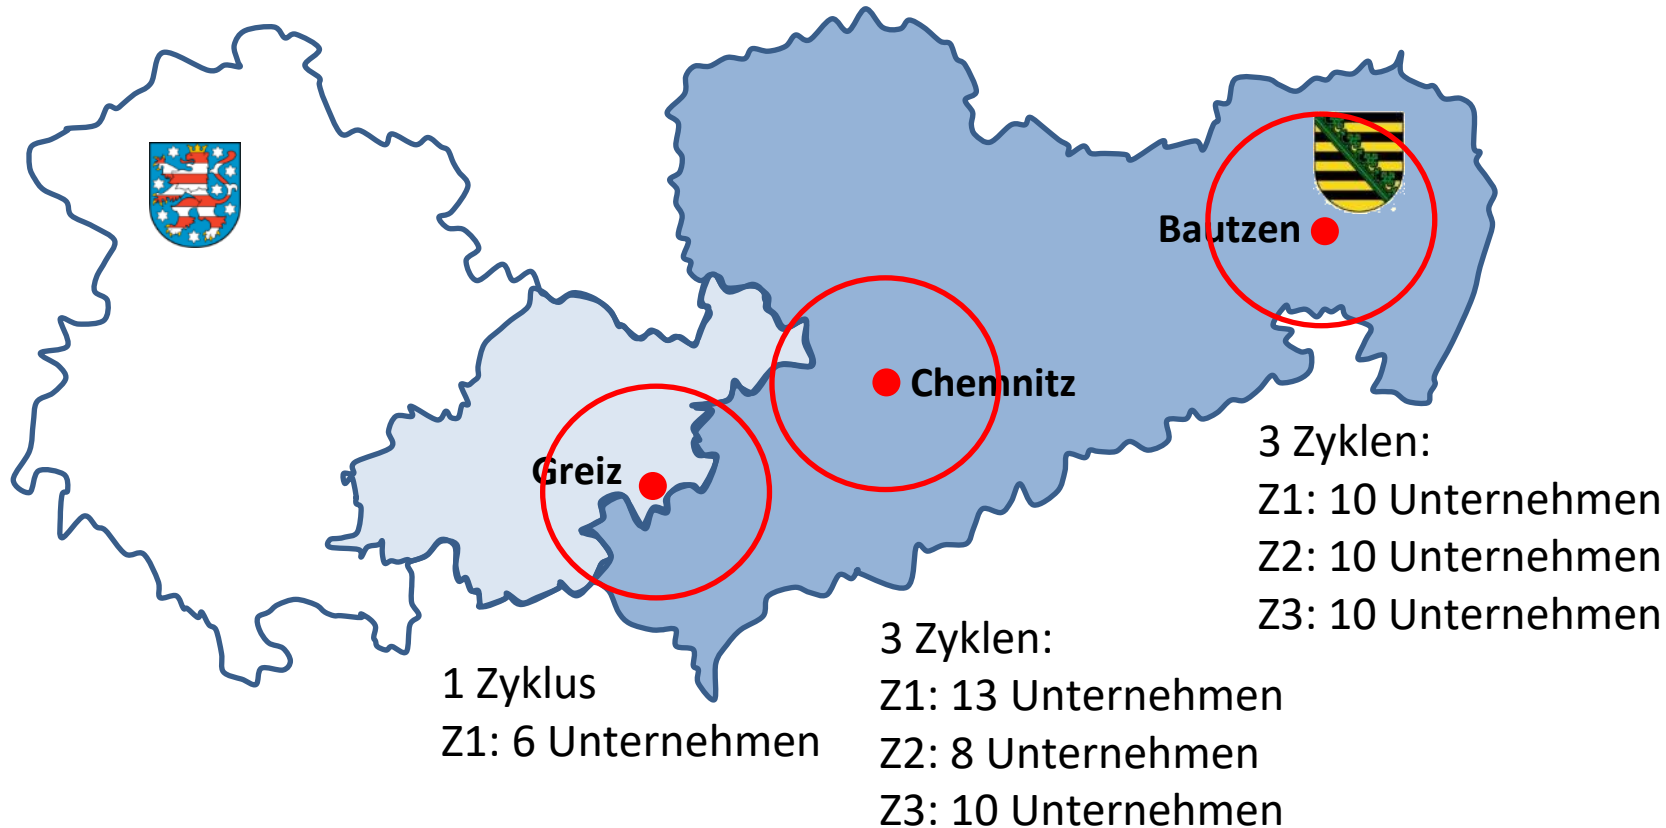 Bautzen
Chemnitz
Greiz
3 Zyklen:
Z1: 10 Unternehmen
Z2: 10 Unternehmen
Z3: 10 Unternehmen
3 Zyklen:
Z1: 13 Unternehmen
Z2: 8 Unternehmen
Z3: 10 Unternehmen
1 Zyklus
Z1: 6 Unternehmen